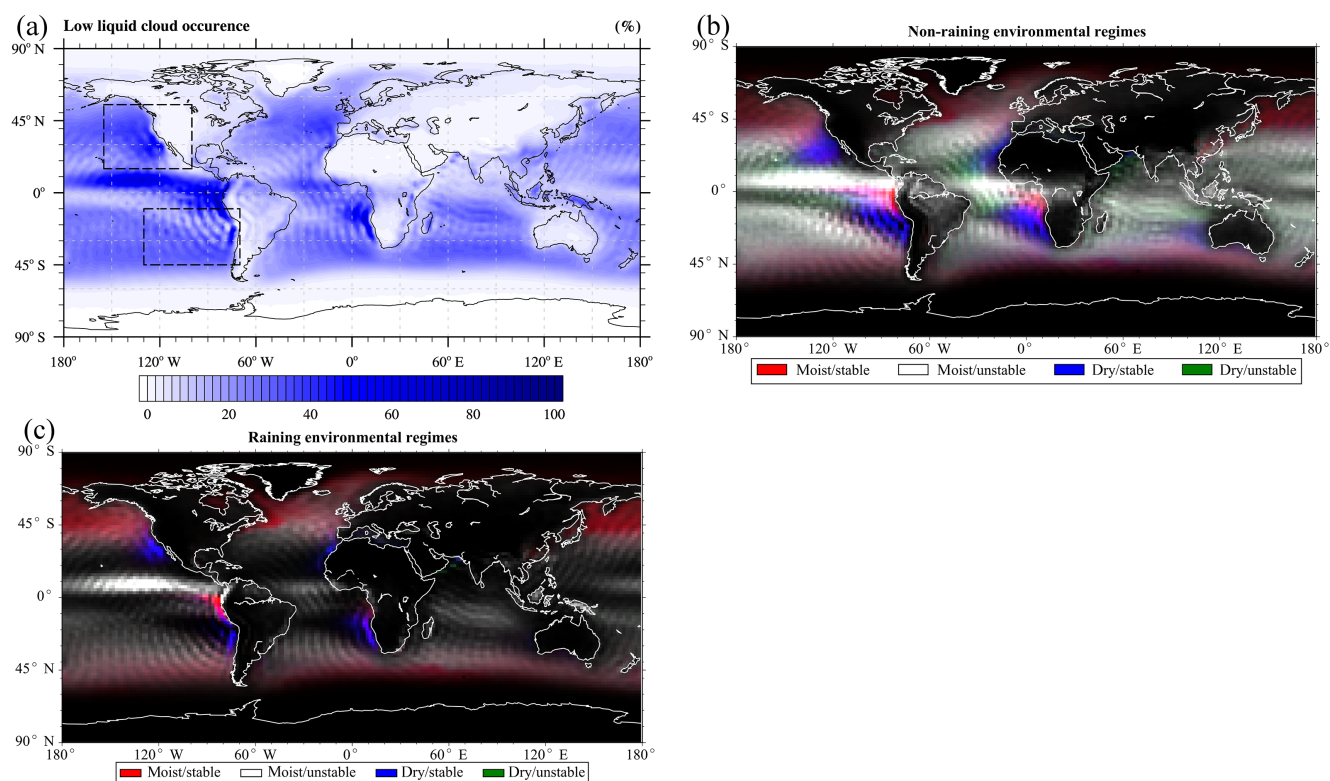 (a) Low liquid cloud occurence (%)
90° N
45° N
0°
45° S
90° S
180° 120° W 60° W 0° 60° E 120° E 180°
0 20 40 60 80 100
(b) Non-raining environmental regimes
90° S
45° S
0°
45° N
90° N
180° 120° W 60° W 0° 60° E 120° E 180°
Moist/stable Moist/unstable Dry/stable Dry/unstable
(c) Raining environmental regimes
90° S
45° S
0°
45° N
90° N
180° 120° W 60° W 0° 60° E 120° E 180°
Moist/stable Moist/unstable Dry/stable Dry/unstable